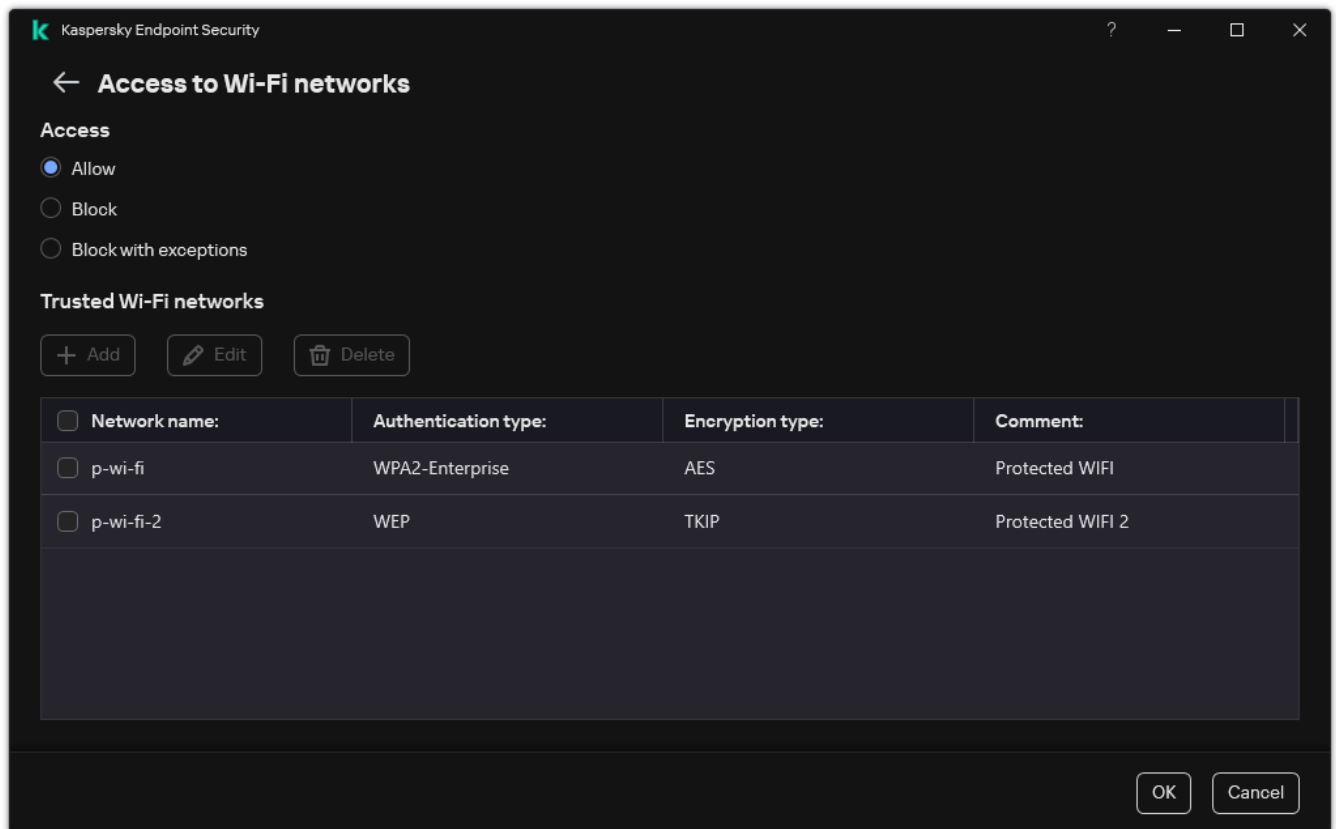 Kaspersky Endpoint Security ?
Access to Wi-Fi networks
Access
Allow
Block
Block with exceptions
Trusted Wi-Fi networks
Add Edit Delete
Network name: Authentication type: Encryption type: Comment:
p-wi-fi WPA2-Enterprise AES Protected WIFI
p-wi-fi-2 WEP TKIP Protected WIFI 2
OK Cancel